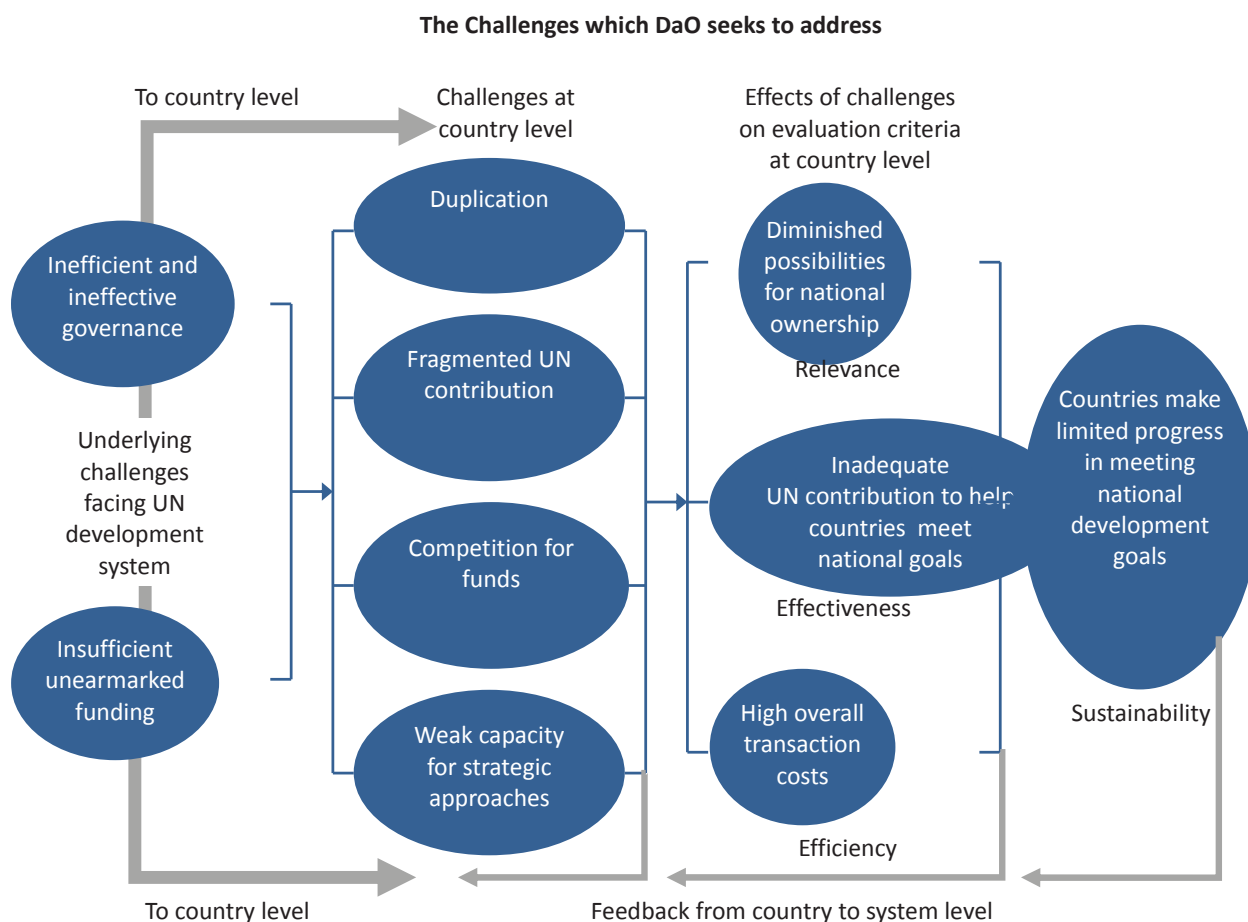 The Challenges which DaO seeks to address
To country level
Challenges at
country level
Effects of challenges
on evaluation criteria
at country level
Inefficient and
ineffective
governance
Underlying
challenges
facing UN
development
system
Insufficient
unearmarked
funding
Duplication
Fragmented UN
contribution
Competition for
funds
Weak capacity
for strategic
approaches
Diminished
possibilities
for national
ownership
Relevance
Inadequate
UN contribution to help
countries meet
national goals
Effectiveness
High overall
transaction
costs
Efficiency
Countries make
limited progress
in meeting
national
development
goals
Sustainability
To country level
Feedback from country to system level